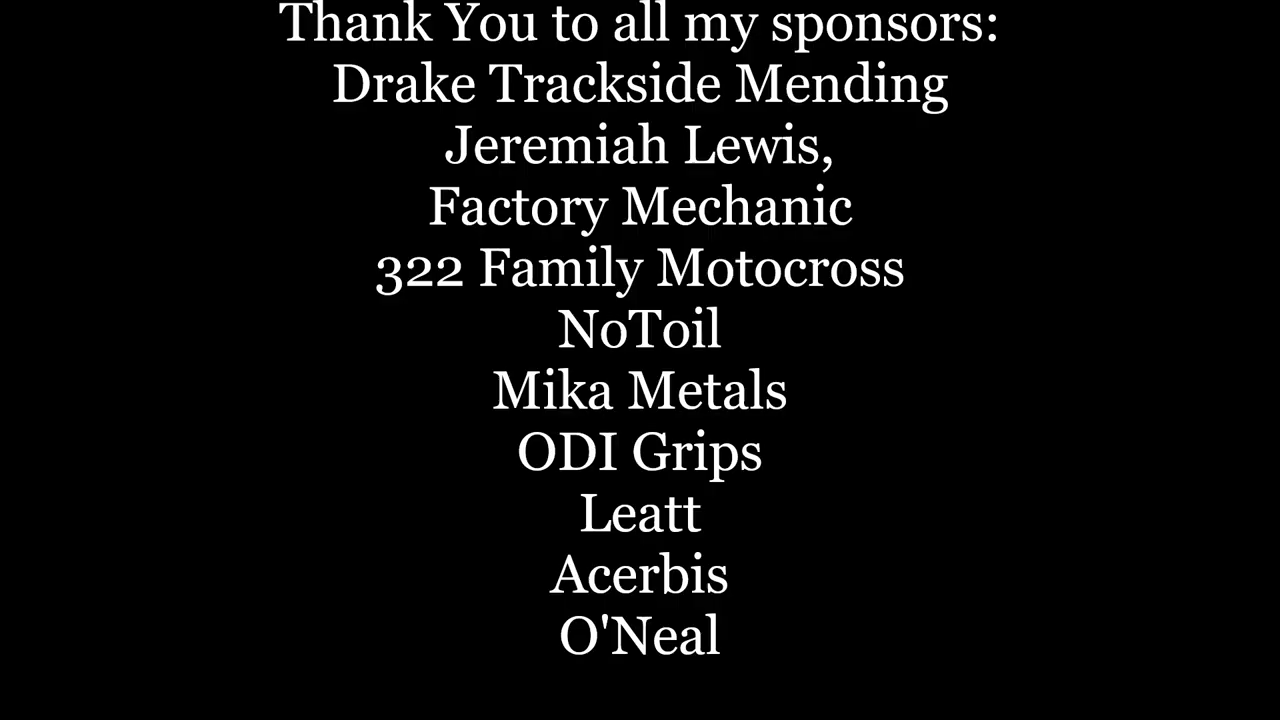 Thank You to all my sponsors:
Drake Trackside Mending
Jeremiah Lewis,
Factory Mechanic
322 Family Motocross
NoToil
Mika Metals
ODI Grips
Leatt
Acerbis
O'Neal